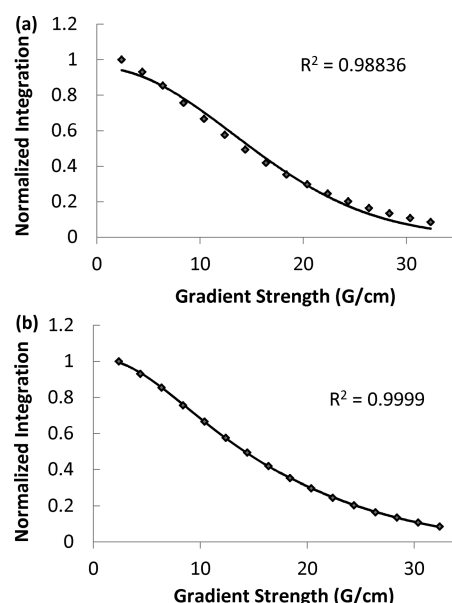 (a)
1.2
1
0.8
0.6
0.4
0.2
0
Normalized Integration
R² = 0.98836
0 10 20 30
Gradient Strength (G/cm)
(b)
1.2
1
0.8
0.6
0.4
0.2
0
Normalized Integration
R² = 0.9999
0 10 20 30
Gradient Strength (G/cm)